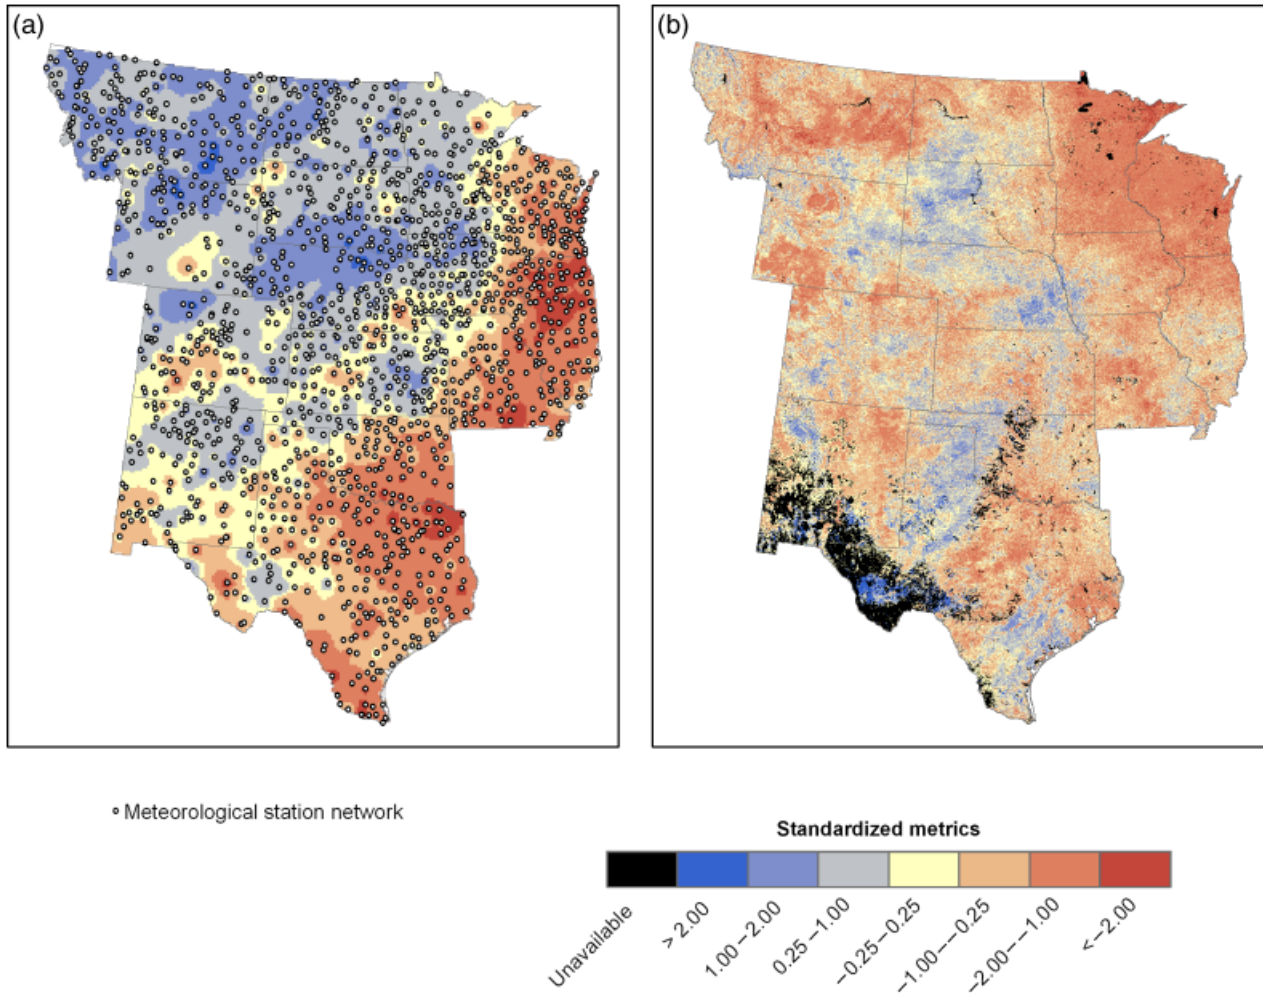 (a)
(b)
Meteorological station network
Standardized metrics
Unavailable
> 2.00
1.00–2.00
0.25–1.00
–0.25–0.25
–1.00––0.25
–2.00–––1.00
<–2.00